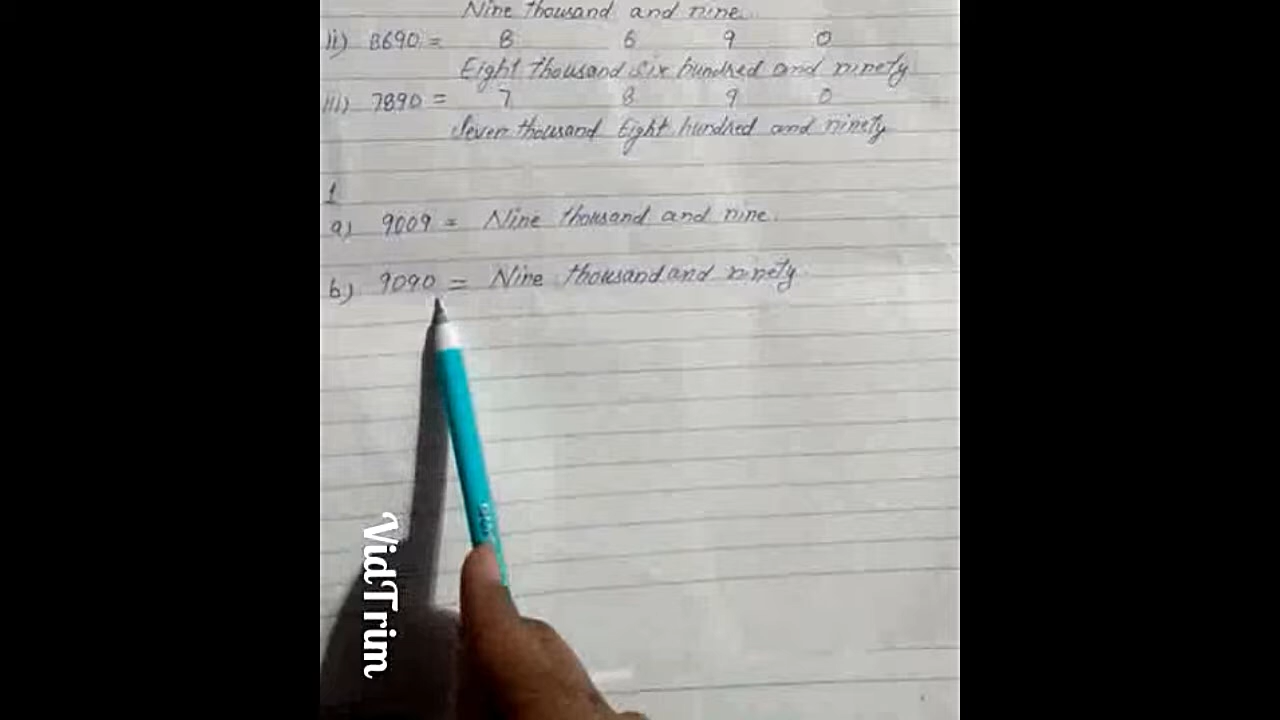 Nine thousand and nine.
ii) 8690 = 8 6 9 0
Eight thousand six hundred and ninety
iii) 7890 = 7 8 9 0
Seven thousand Eight hundred and ninety
1
a) 9009 = Nine thousand and nine.
b) 9090 = Nine thousand and ninety
VidTrim